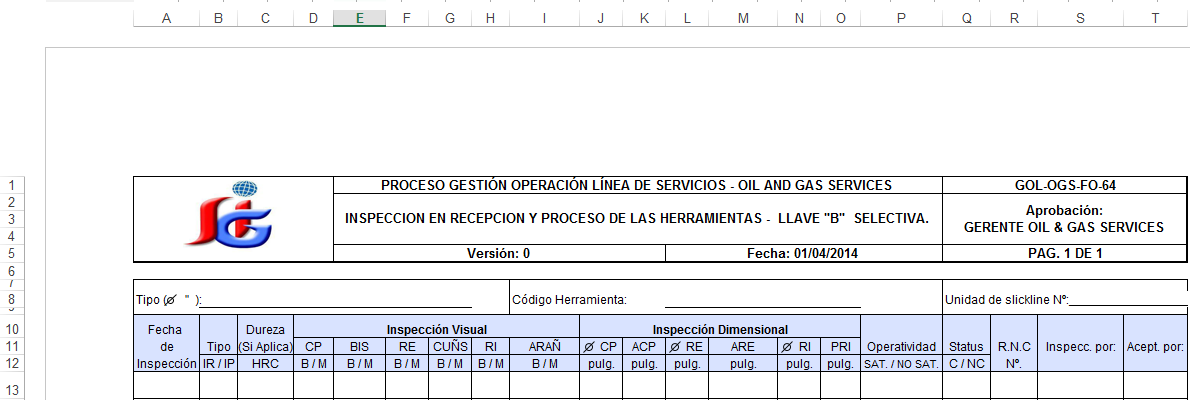 A B C D E F G H I J K L M N O P Q R S T
1 PROCESO GESTIÓN OPERACIÓN LÍNEA DE SERVICIOS - OIL AND GAS SERVICES GOL-OGS-FO-64
2
3 INSPECCION EN RECEPCION Y PROCESO DE LAS HERRAMIENTAS - LLAVE "B" SELECTIVA. Aprobación:
4 GERENTE OIL & GAS SERVICES
5 Versión: 0 Fecha: 01/04/2014 PAG. 1 DE 1
6
7
8 Tipo (⌀ " ): Código Herramienta: Unidad de slickline Nº:
9
10 Fecha Dureza Inspección Visual Inspección Dimensional
11 de Tipo (Si Aplica) CP BIS RE CUÑS RI ARAÑ ⌀ CP ACP ⌀ RE ARE ⌀ RI PRI Operatividad Status R.N.C Inspecc. por: Acept. por:
12 Inspección IR / IP HRC B / M B / M B / M B / M B / M B / M pulg. pulg. pulg. pulg. pulg. pulg. SAT. / NO SAT. C / NC Nº.
13